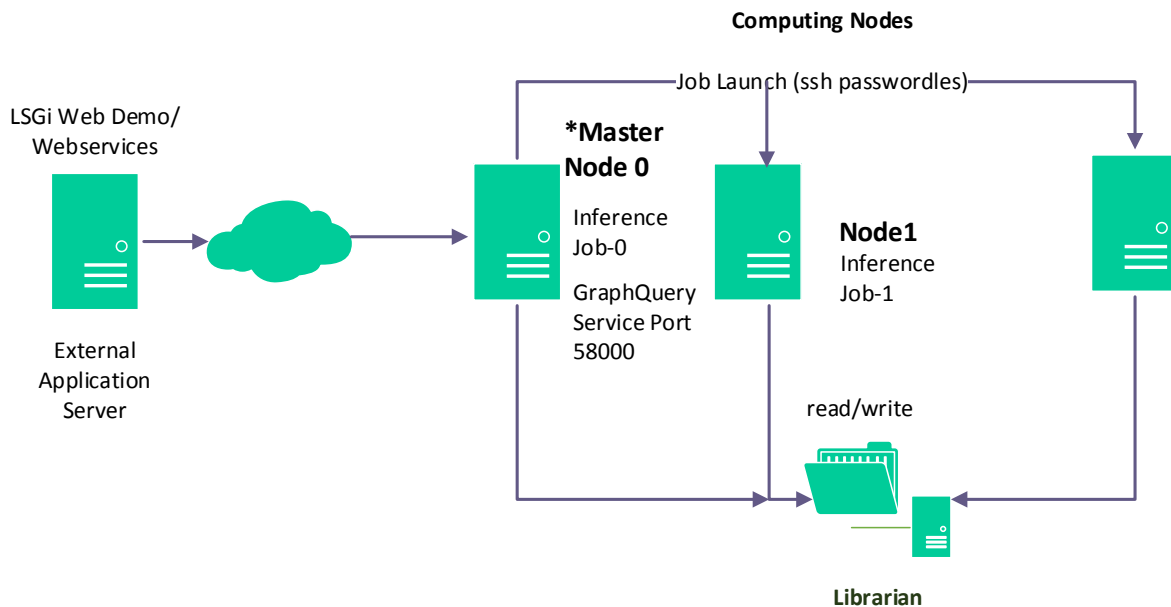 Computing Nodes
Job Launch (ssh passwordles)
LSGi Web Demo/
Webservices
*Master
Node 0
Inference
Job-0
GraphQuery
Service Port
58000
Node1
Inference
Job-1
External
Application
Server
read/write
Librarian